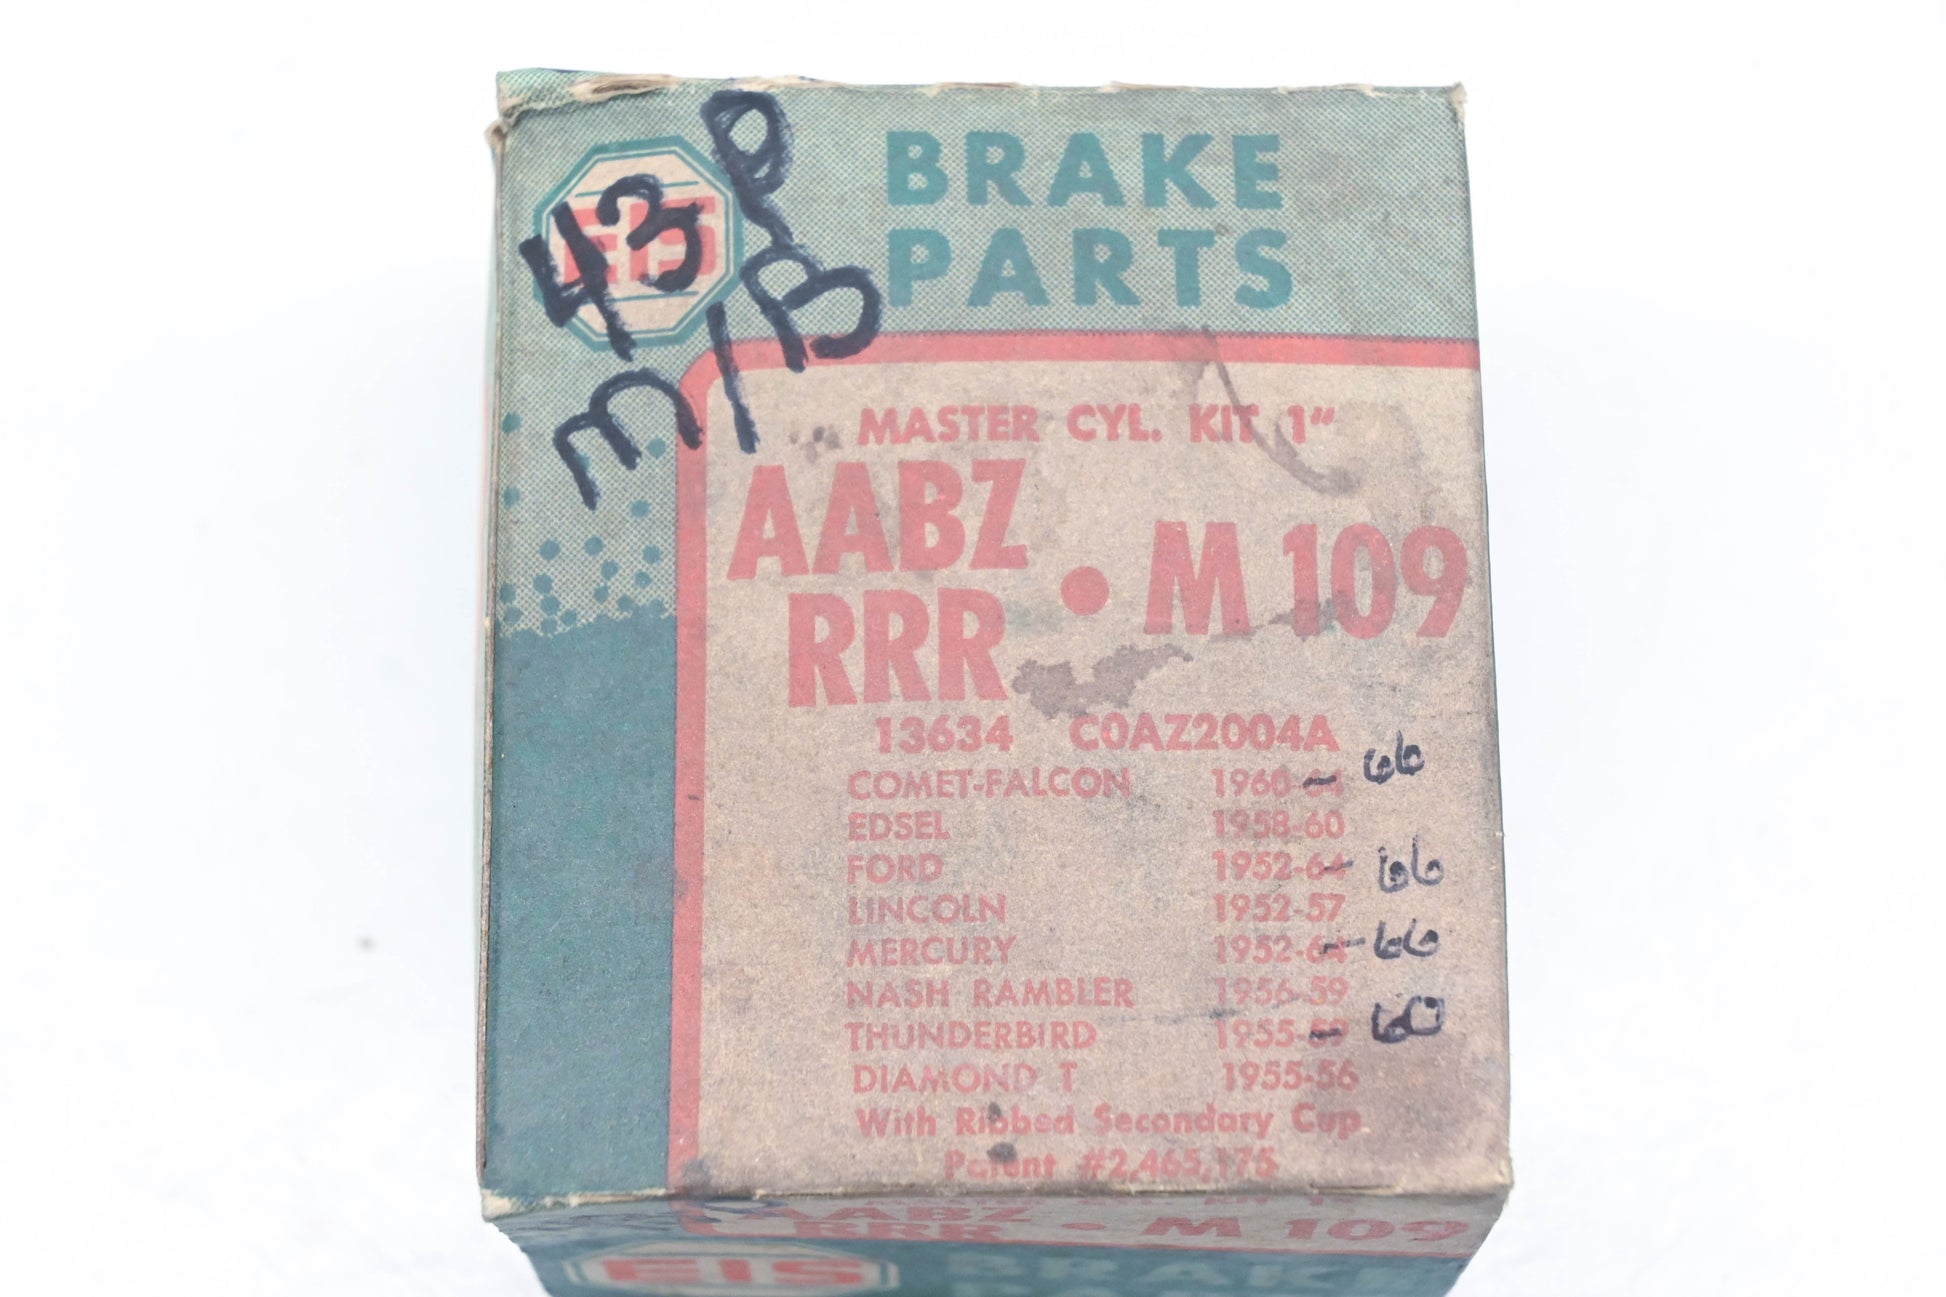 43P
MIB
EIS
BRAKE
PARTS
MASTER CYL. KIT 1"
AABZ
RRR • M 109
13634 C0AZ2004A
COMET-FALCON 1960-64 - 66
EDSEL 1958-60
FORD 1952-64 - 66
LINCOLN 1952-57
MERCURY 1952-64 - 66
NASH RAMBLER 1956-59
THUNDERBIRD 1955-59 - 60
DIAMOND T 1955-56
With Ribbed Secondary Cup
Patent #2,465,175
AABZ
RRR • M 109
EIS BRAKE